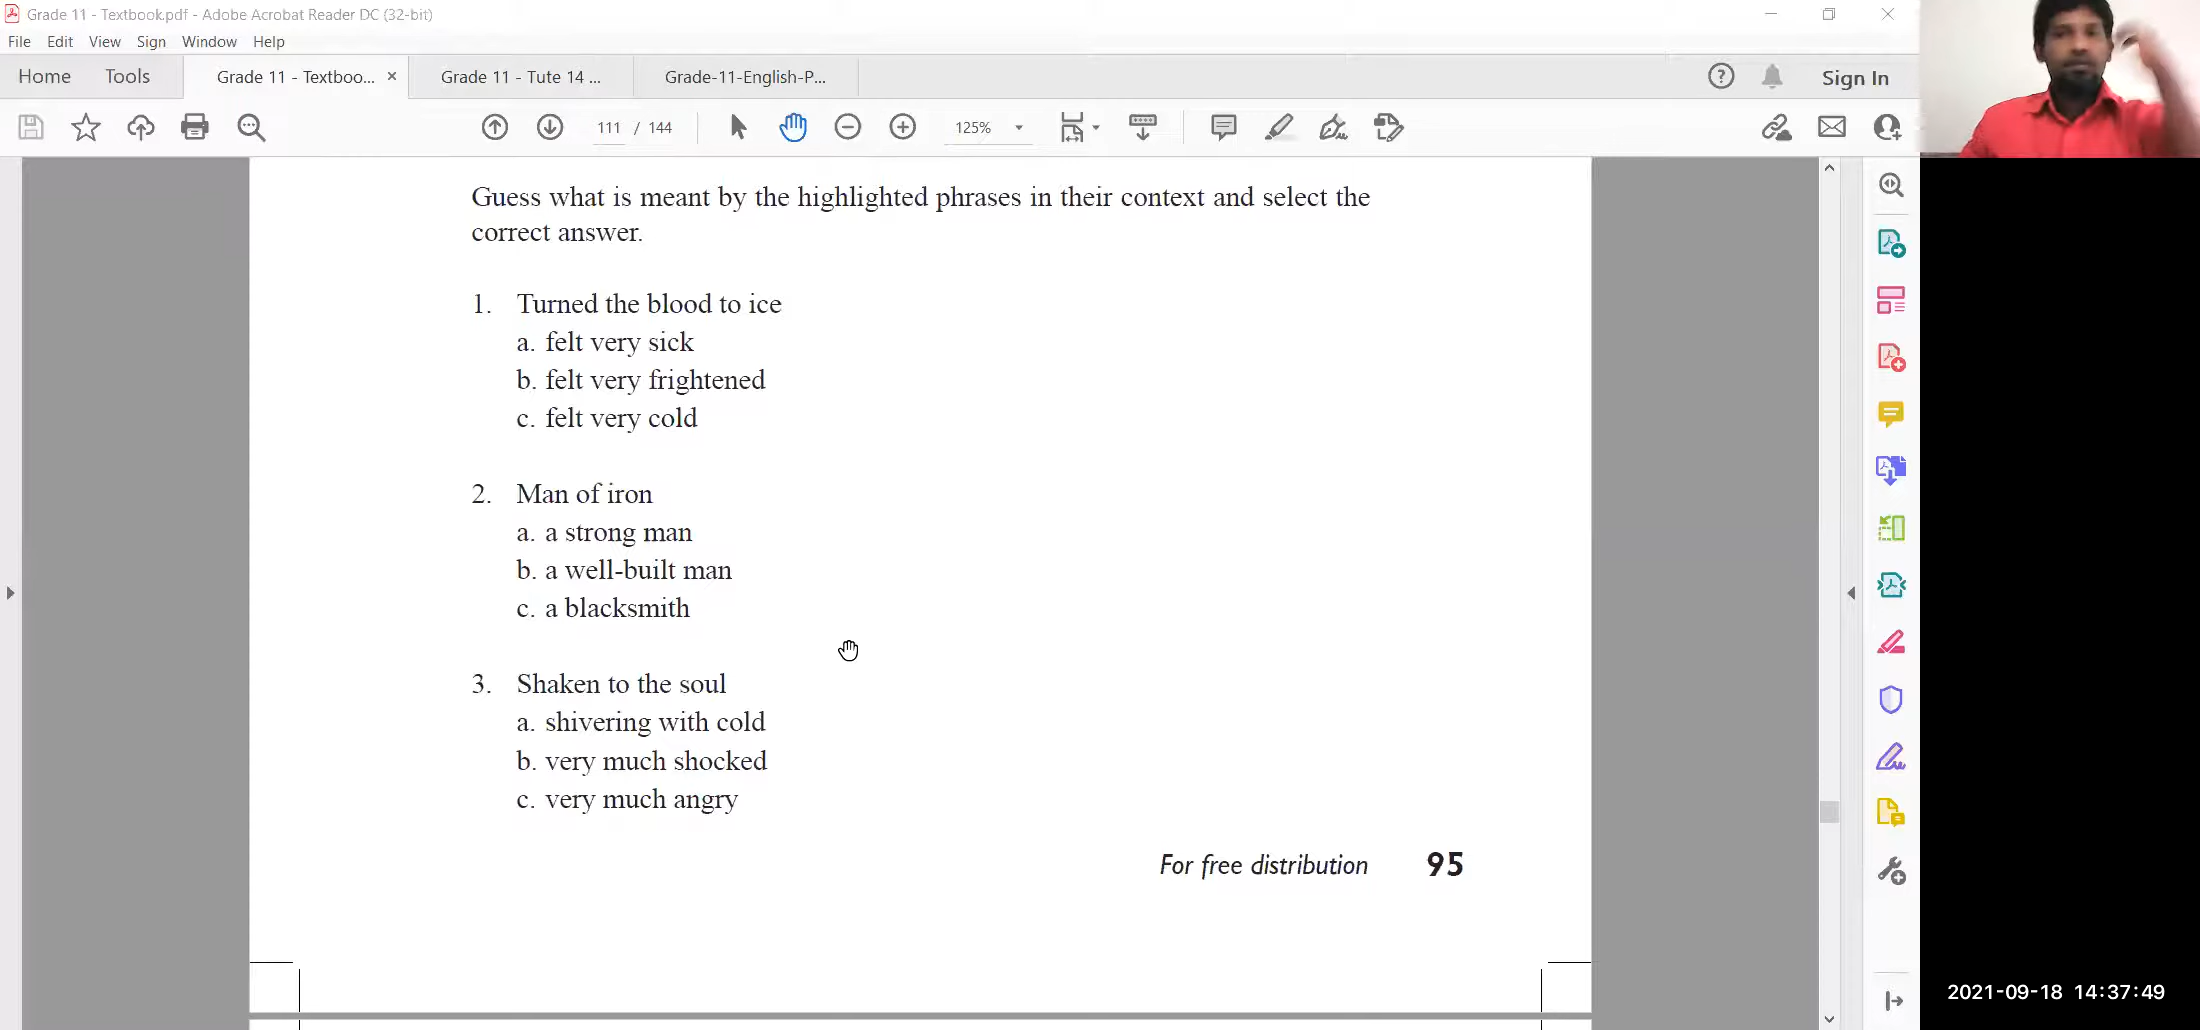 Grade 11 - Textbook.pdf - Adobe Acrobat Reader DC (32-bit)
File Edit View Sign Window Help
Home Tools Grade 11 - Textboo... × Grade 11 - Tute 14 ... Grade-11-English-P... Sign In
111 / 144 125%
Guess what is meant by the highlighted phrases in their context and select the
correct answer.
1. Turned the blood to ice
a. felt very sick
b. felt very frightened
c. felt very cold
2. Man of iron
a. a strong man
b. a well-built man
c. a blacksmith
3. Shaken to the soul
a. shivering with cold
b. very much shocked
c. very much angry
For free distribution 95
2021-09-18 14:37:49